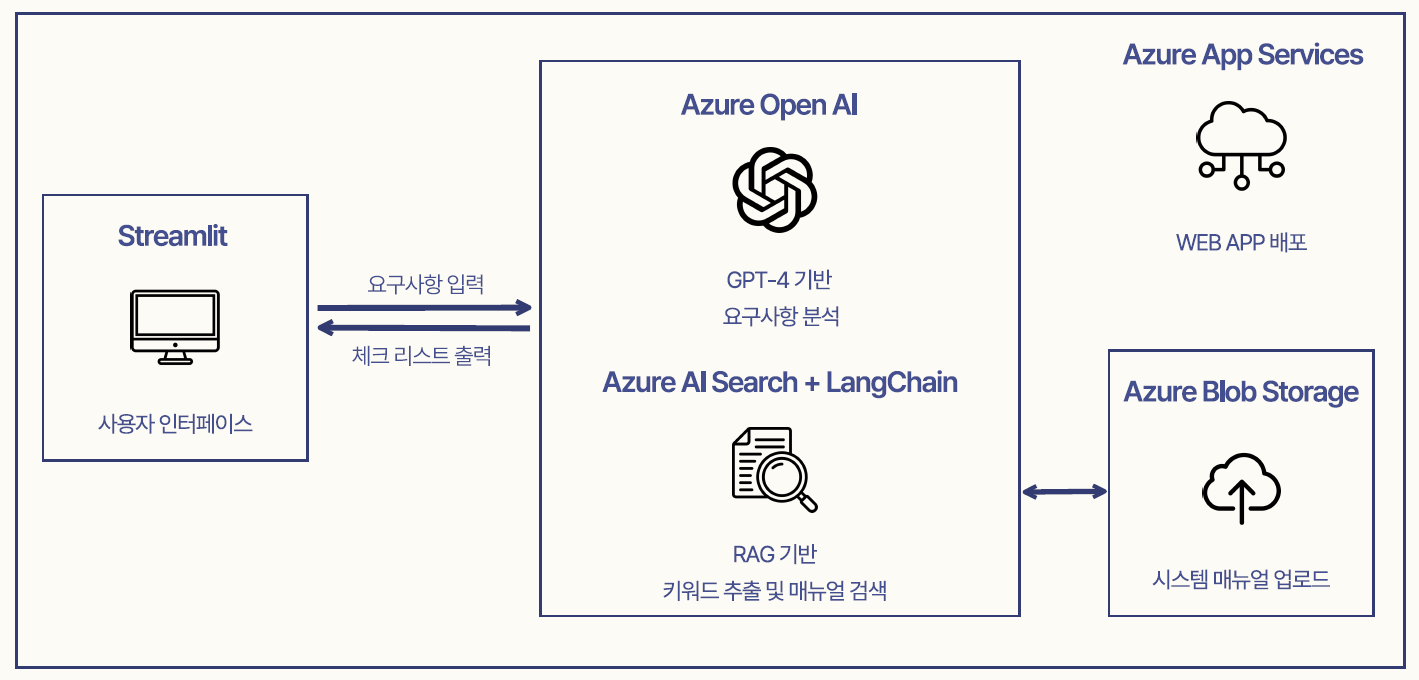 Azure App Services
WEB APP 배포
Streamlit
사용자 인터페이스
요구사항 입력
체크 리스트 출력
Azure Open AI
GPT-4 기반
요구사항 분석
Azure AI Search + LangChain
RAG 기반
키워드 추출 및 매뉴얼 검색
Azure Blob Storage
시스템 매뉴얼 업로드